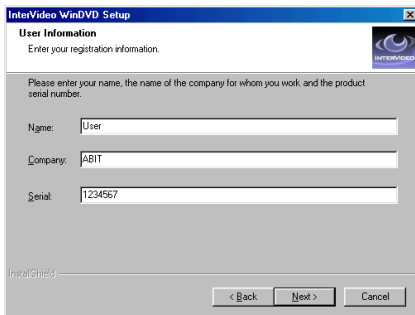 InterVideo WinDVD Setup
User Information
Enter your registration information.
INTERVIDEO
Please enter your name, the name of the company for whom you work and the product
serial number.
Name: User
Company: ABIT
Serial: 1234567
InstallShield
< Back Next > Cancel